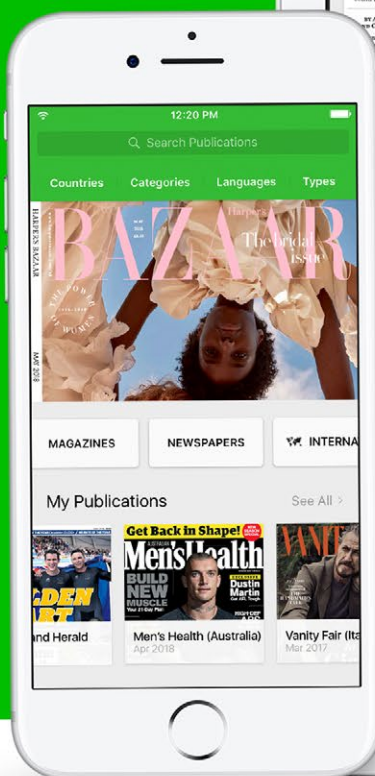 12:20 PM
Search Publications
Countries Categories Languages Types
HARPER'S BAZAAR
MAY 2018
Harper's
BAZAAR
The bridal
issue
THE POWER
OF WOMEN
MAGAZINES
NEWSPAPERS
INTERNA
My Publications
See All >
and Herald
Get Back in Shape!
Men'sHealth
BUILD
NEW
MUSCLE
Dustin
Martin
Men's Health (Australia)
Apr 2018
VANIT
Vanity Fair (Ita
Mar 2017